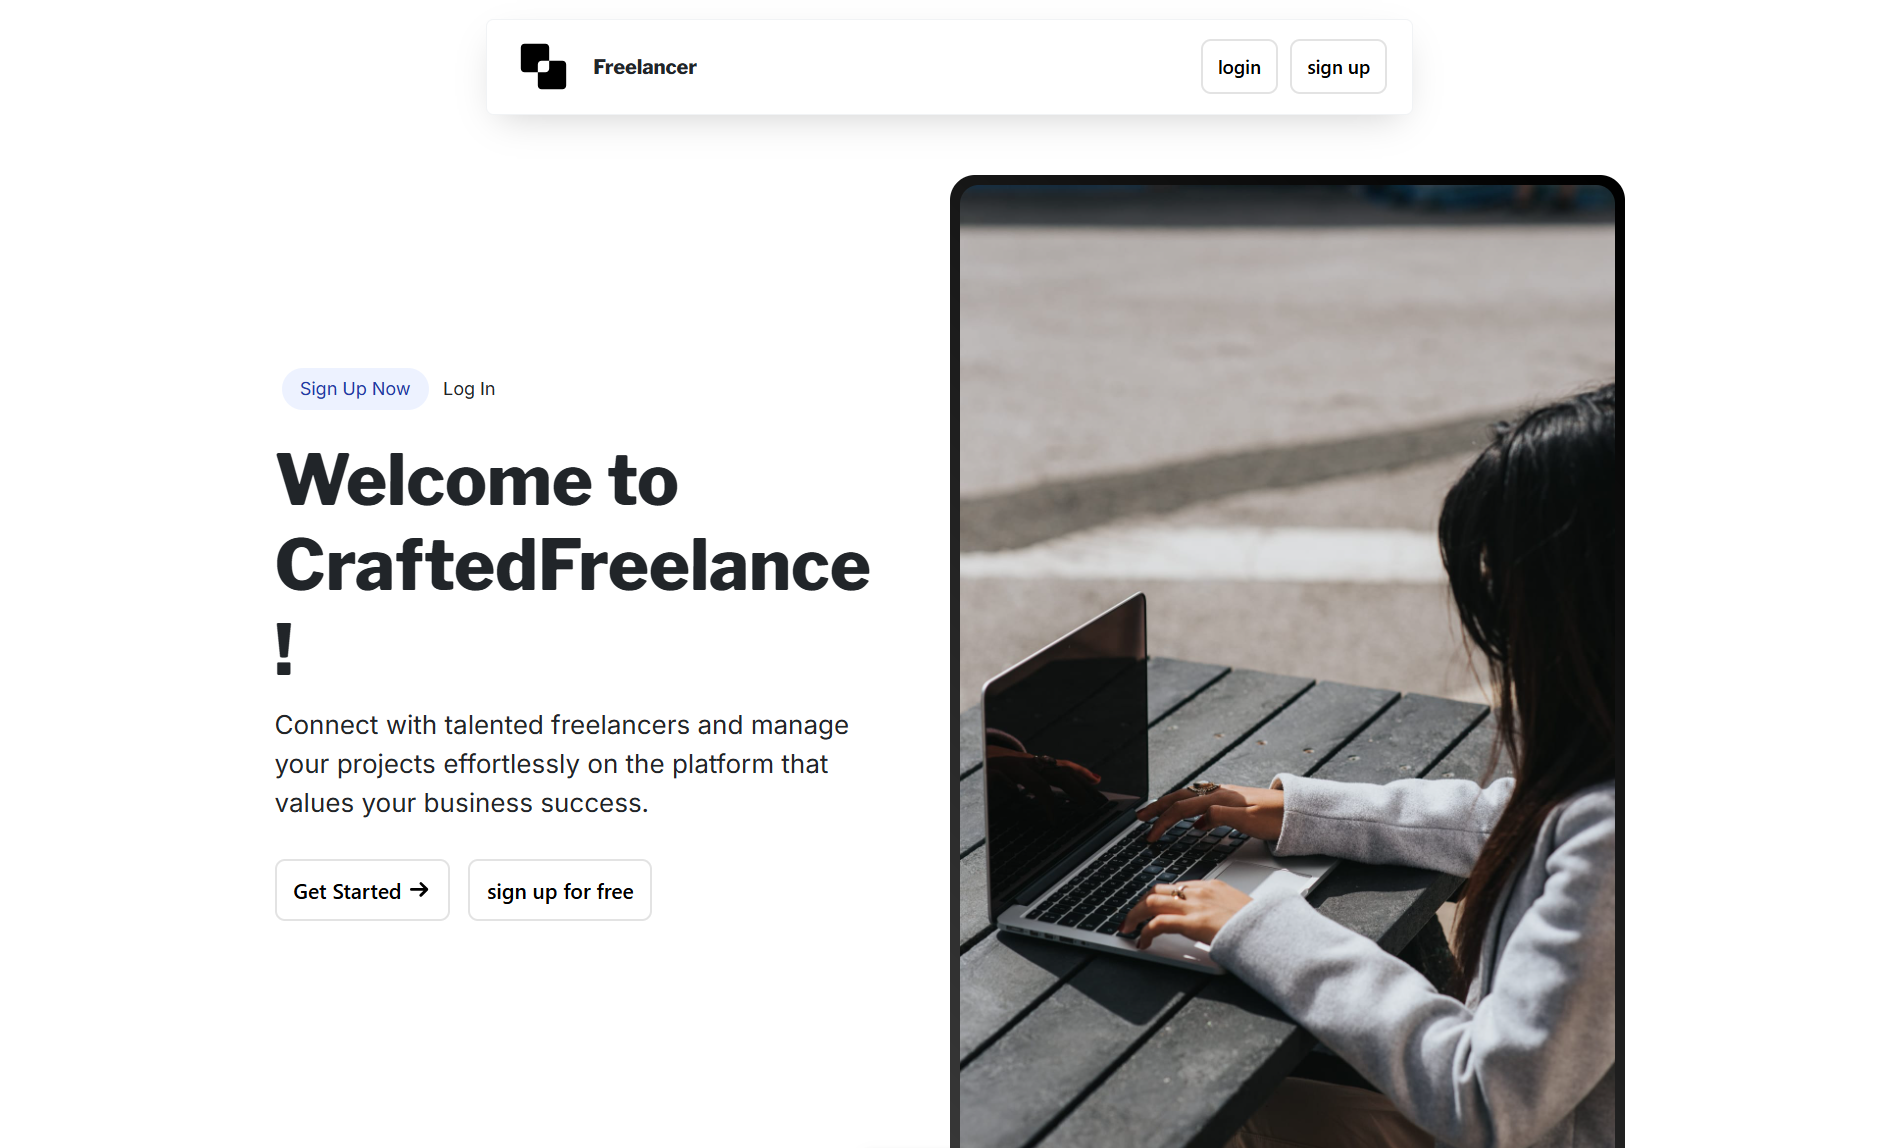 Freelancer
login
sign up
Sign Up Now
Log In
Welcome to
CraftedFreelance
!
Connect with talented freelancers and manage
your projects effortlessly on the platform that
values your business success.
Get Started →
sign up for free